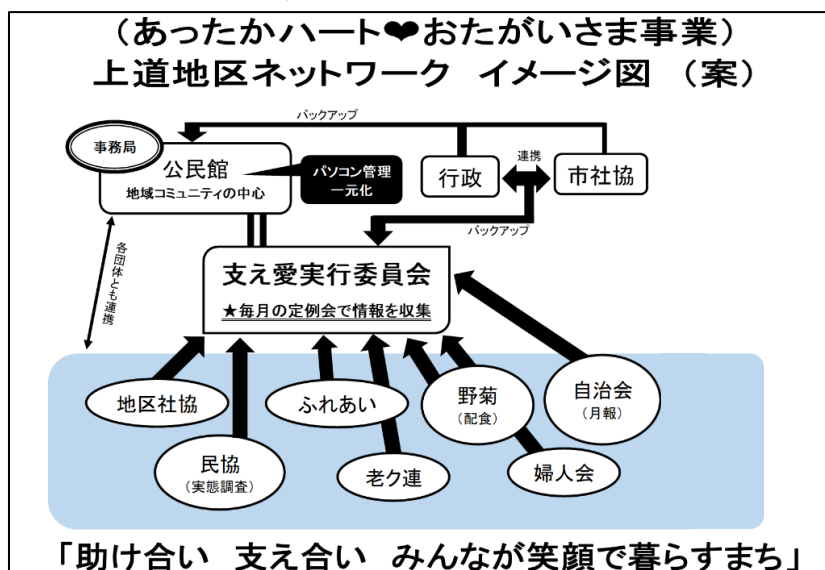 (あったかハート❤おたがいさま事業)
上道地区ネットワーク イメージ図 (案)
バックアップ
事務局
公民館
地域コミュニティの中心
パソコン管理
一元化
行政
連携
市社協
バックアップ
各団体とも連携
支え愛実行委員会
★毎月の定例会で情報を収集
地区社協
ふれあい
野菊
(配食)
自治会
(月報)
民協
(実態調査)
老ク連
婦人会
「助け合い 支え合い みんなが笑顔で暮らすまち」